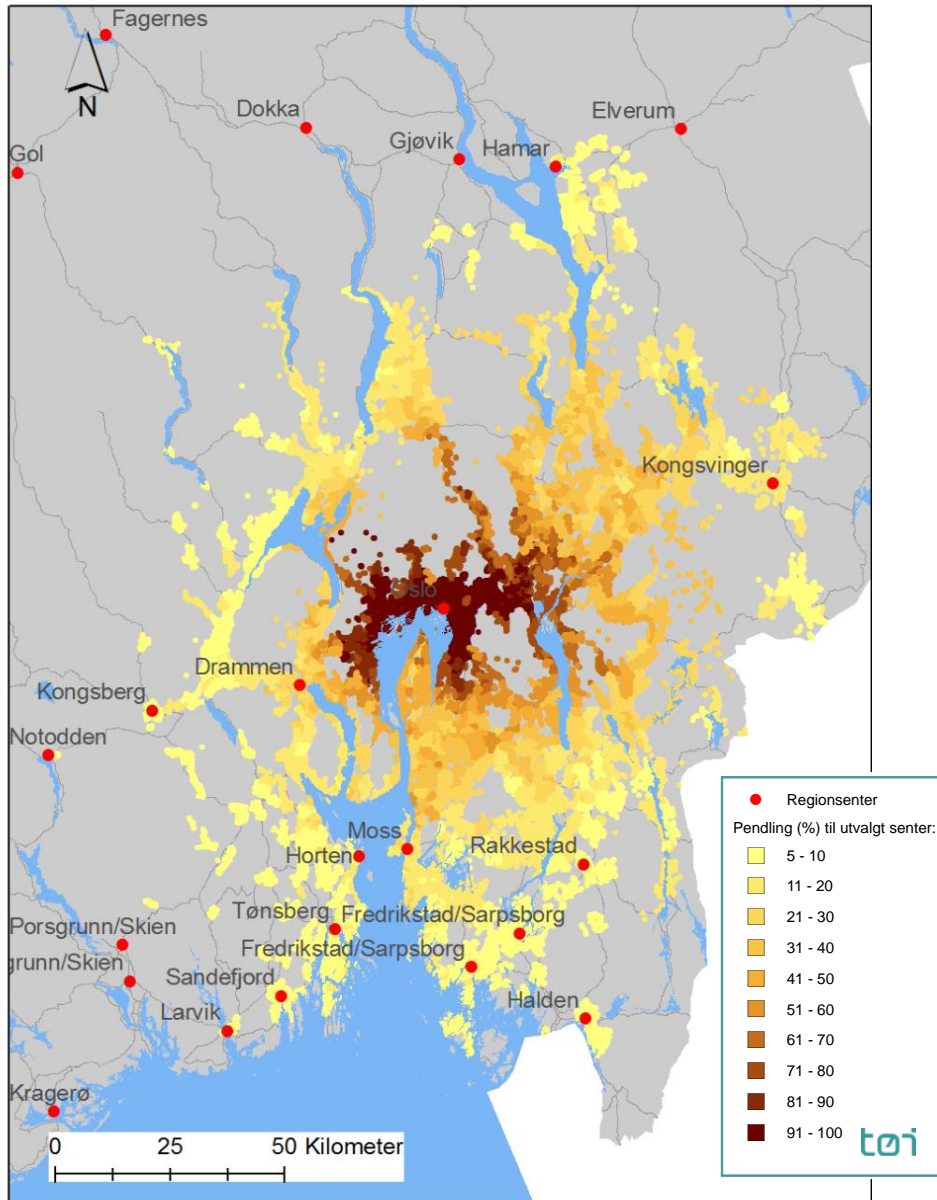 Fagernes
N
Dokka
Elverum
Gjøvik
Hamar
Gol
Kongsvinger
Oslo
Drammen
Kongsberg
Notodden
Moss
Horten
Rakkestad
Tønsberg
Fredrikstad/Sarpsborg
Porsgrunn/Skien
Fredrikstad/Sarpsborg
grunn/Skien
Sandefjord
Halden
Larvik
Kragerø
0 25 50 Kilometer
Regionsenter
Pendling (%) til utvalgt senter:
5 - 10
11 - 20
21 - 30
31 - 40
41 - 50
51 - 60
61 - 70
71 - 80
81 - 90
91 - 100
tøi